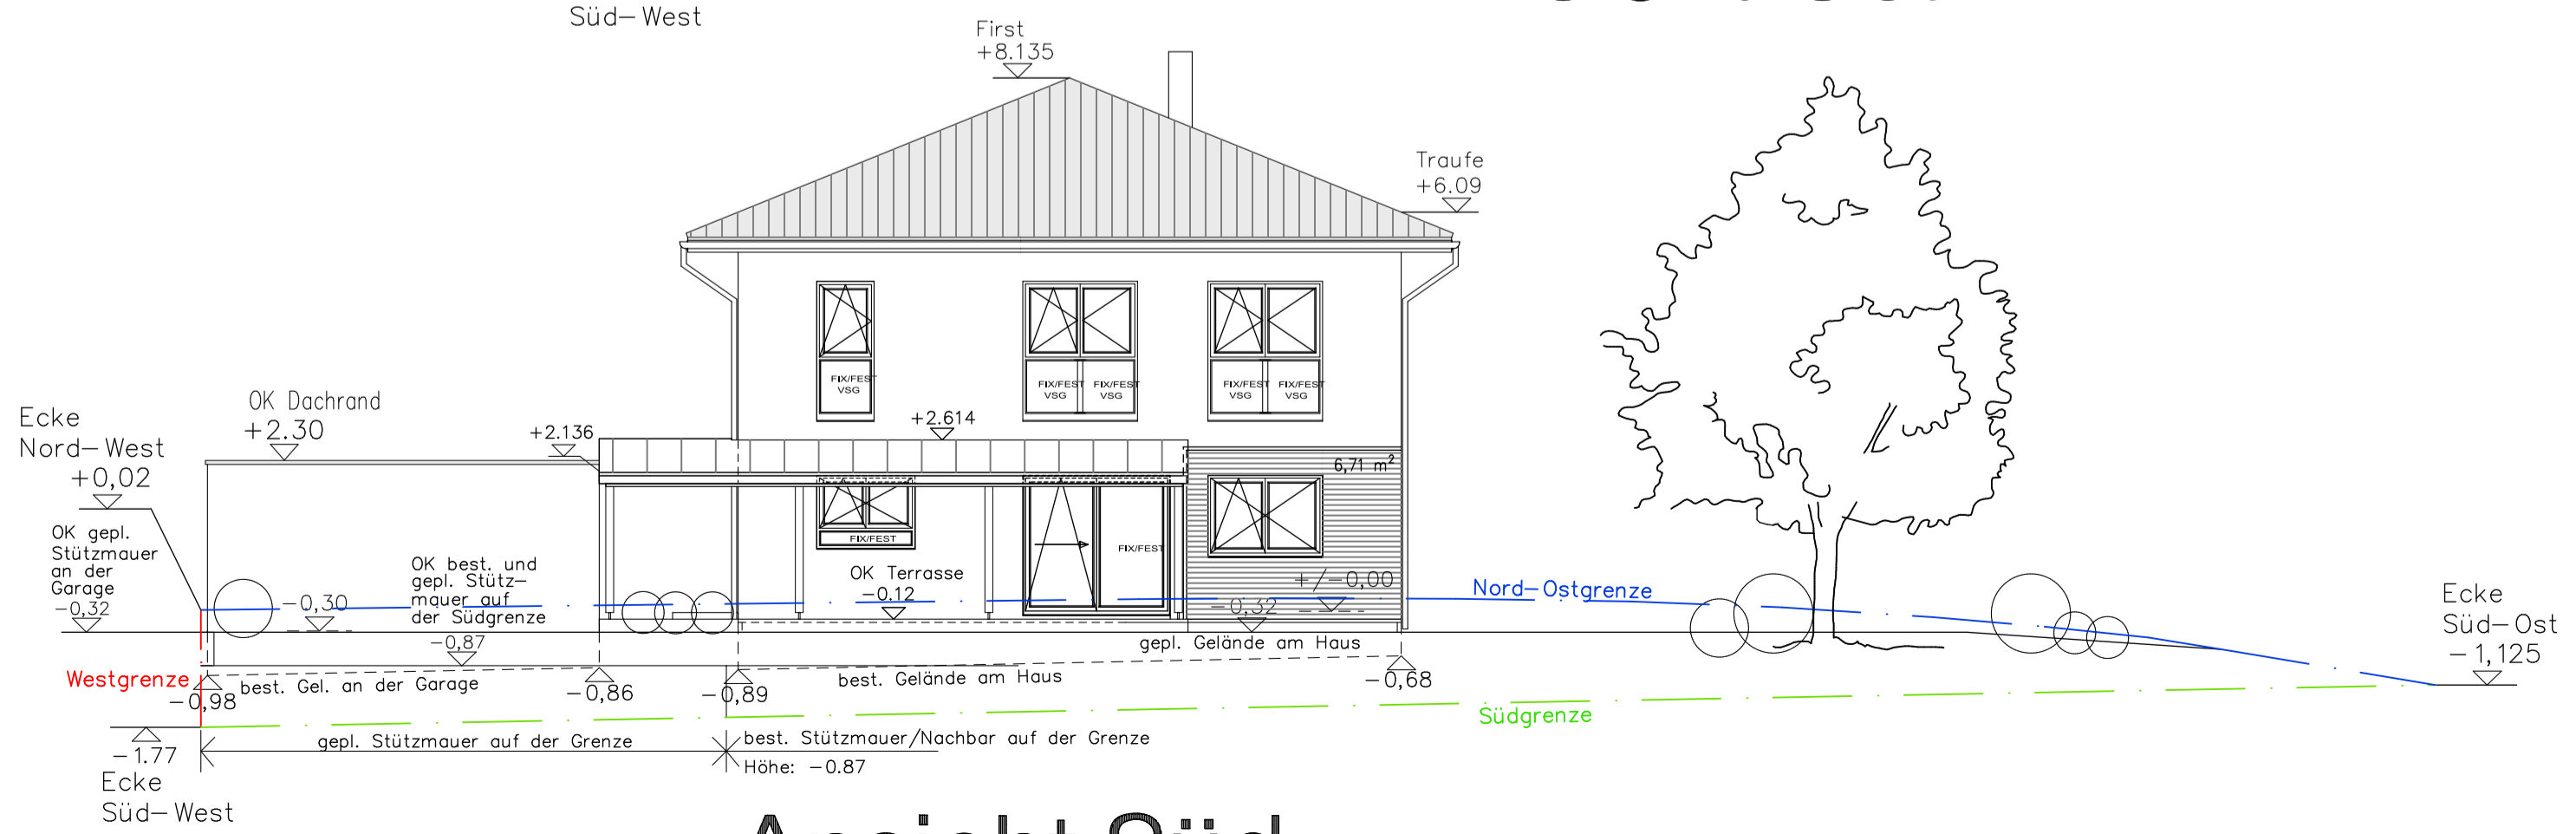 Süd-West
First
+8.135
Traufe
+6.09
FIX/FEST
VSG
FIX/FEST
VSG
FIX/FEST
VSG
FIX/FEST
VSG
FIX/FEST
VSG
OK Dachrand
+2.30
+2.136
+2.614
Ecke
Nord-West
+0,02
6,71 m²
OK gepl.
Stützmauer
an der
Garage
-0,32
-0,30
OK best. und
gepl. Stütz-
mauer auf
der Südgrenze
-0,87
FIX/FEST
FIX/FEST
OK Terrasse
-0.12
+/-0,00
-0,32
gepl. Gelände am Haus
Nord-Ostgrenze
Ecke
Süd-Ost
-1,125
Westgrenze
-0,98
best. Gel. an der Garage
-0,86
-0,89
best. Gelände am Haus
-0,68
Südgrenze
-1.77
Ecke
Süd-West
gepl. Stützmauer auf der Grenze
best. Stützmauer/Nachbar auf der Grenze
Höhe: -0.87
Ansicht Süd